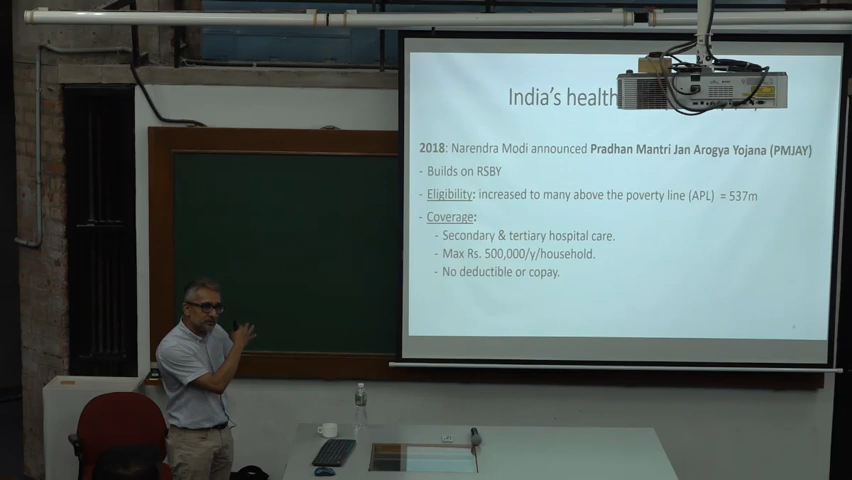 India's health
2018: Narendra Modi announced Pradhan Mantri Jan Arogya Yojana (PMJAY)
- Builds on RSBY
- Eligibility: increased to many above the poverty line (APL) = 537m
- Coverage:
- Secondary & tertiary hospital care.
- Max Rs. 500,000/y/household.
- No deductible or copay.